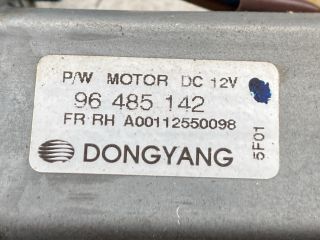 P/W MOTOR DC 12V
96 485 142
FR RH A00112550098
DONGYANG
5F01